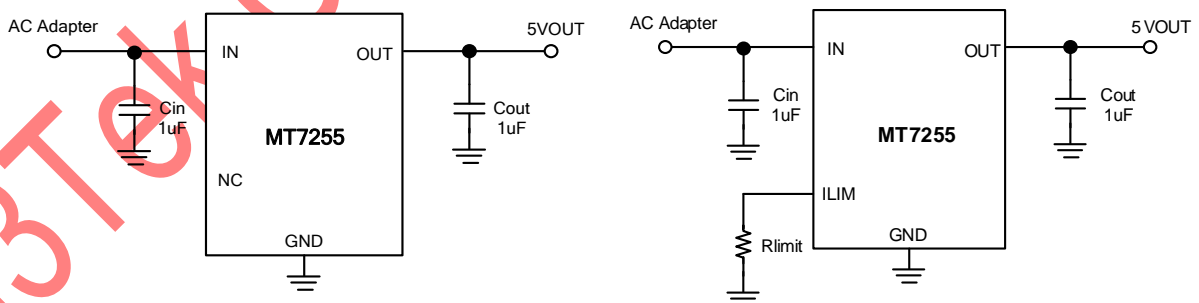 AC Adapter
IN
OUT
5VOUT
Cin
1uF
Cout
1uF
MT7255
NC
GND
AC Adapter
IN
OUT
5VOUT
Cin
1uF
Cout
1uF
MT7255
ILIM
Rlimit
GND
3Tek